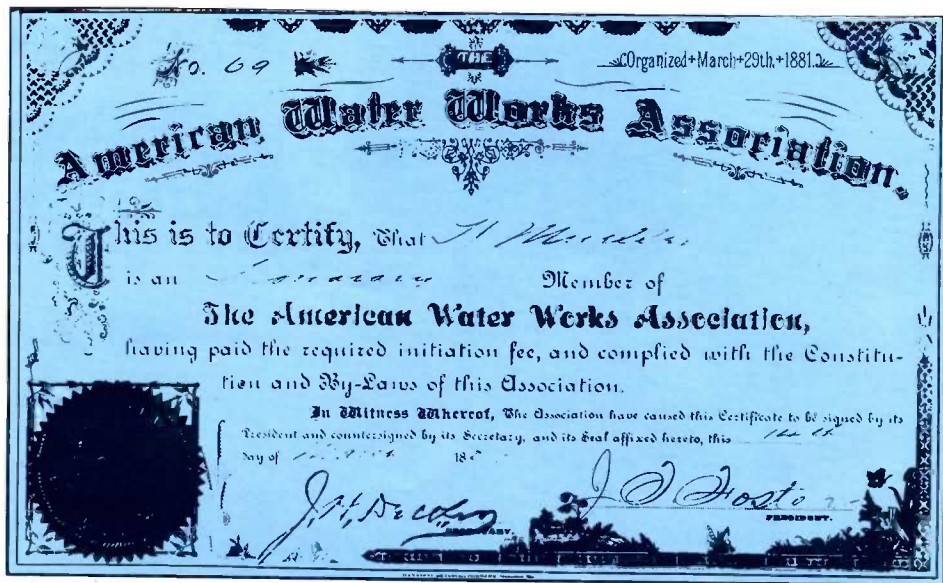 No. 69
THE
Organized March 29th, 1881.
American Water Works Association.
This is to Certify, That
is an Honorary Member of
The American Water Works Association,
having paid the required initiation fee, and complied with the Constitu-
tion and By-Laws of this Association.
In Witness Whereof, The Association have caused this Certificate to be signed by its
President and countersigned by its Secretary, and its Seal affixed hereto, this
Day of 18
PRESIDENT.